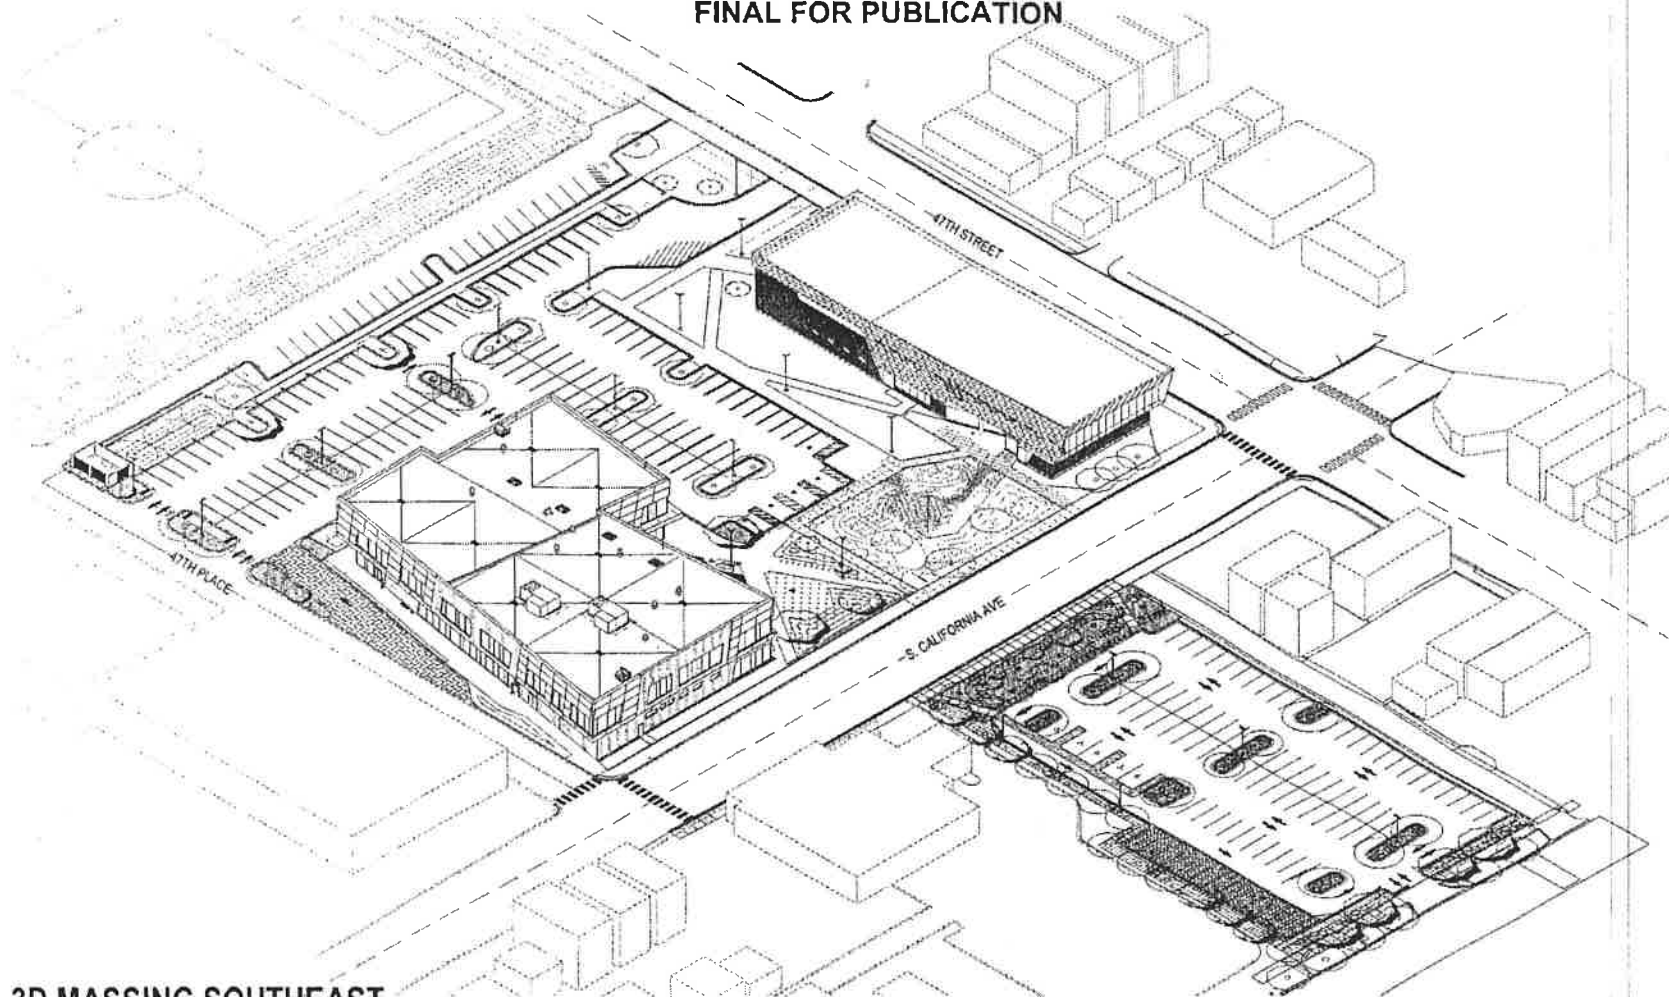 FINAL FOR PUBLICATION
47TH STREET
47TH PLACE
S. CALIFORNIA AVE
3D MASSING SOUTHEAST